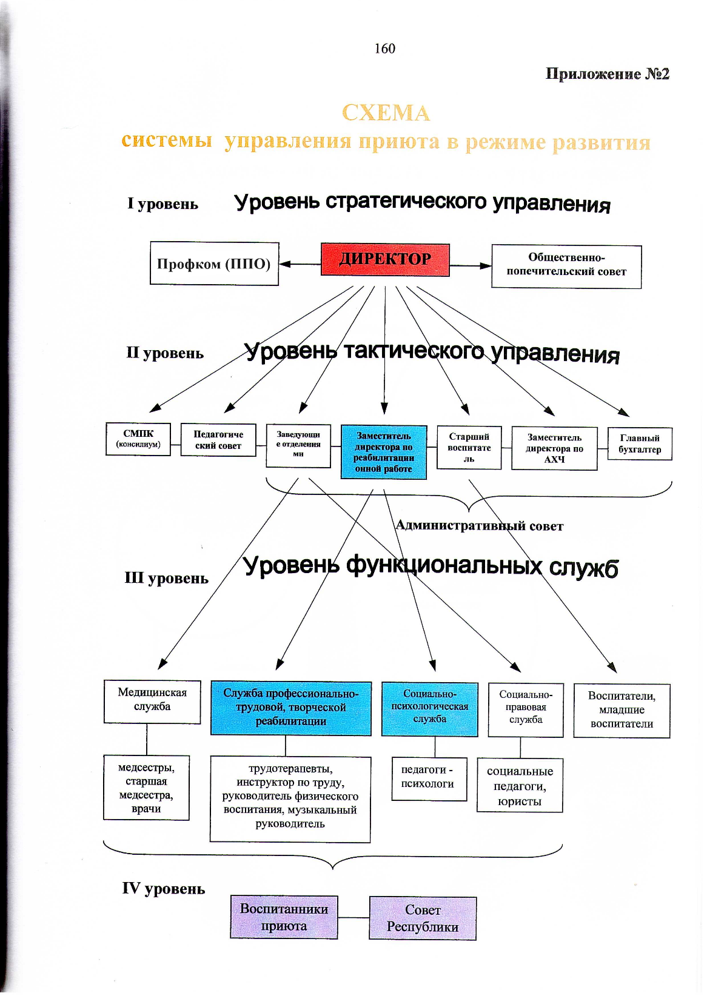 160
Приложение №2
СХЕМА
системы управления приюта в режиме развития
I уровень
Уровень стратегического управления
Профком (ППО)
ДИРЕКТОР
Общественно-
попечительский совет
II уровень
Уровень тактического управления
СМПК
(консилиум)
Педагогиче
ский совет
Заведующи
е отделения
ми
Заместитель
директора по
реабилитаци
онной работе
Старший
воспитате
ль
Заместитель
директора по
АХЧ
Главный
бухгалтер
Административный совет
III уровень
Уровень функциональных служб
Медицинская
служба
Служба профессионально-
трудовой, творческой
реабилитации
Социально-
психологическая
служба
Социально-
правовая
служба
Воспитатели,
младшие
воспитатели
медсестры,
старшая
медсестра,
врачи
трудотерапевты,
инструктор по труду,
руководитель физического
воспитания, музыкальный
руководитель
педагоги -
психологи
социальные
педагоги,
юристы
IV уровень
Воспитанники
приюта
Совет
Республики